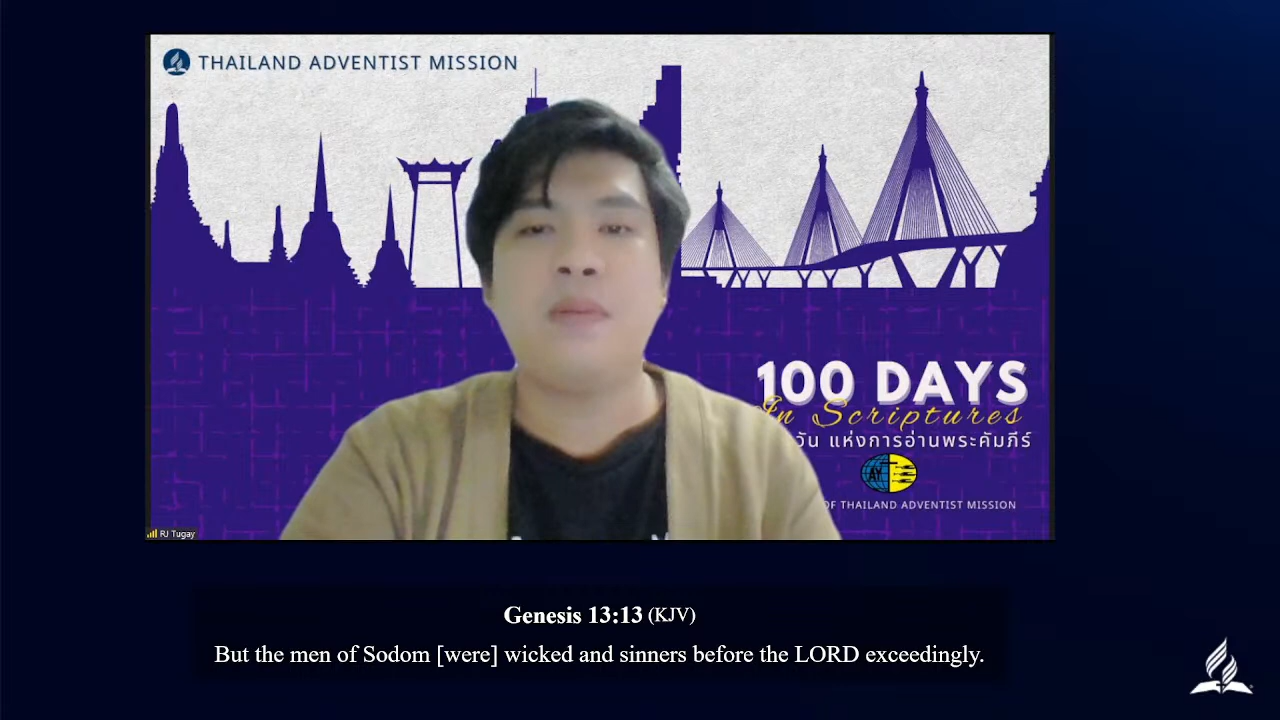 THAILAND ADVENTIST MISSION
100 DAYS
In Scriptures
วัน แห่งการอ่านพระคัมภีร์
AY
OF THAILAND ADVENTIST MISSION
RJ Tugay
Genesis 13:13 (KJV)
But the men of Sodom [were] wicked and sinners before the LORD exceedingly.